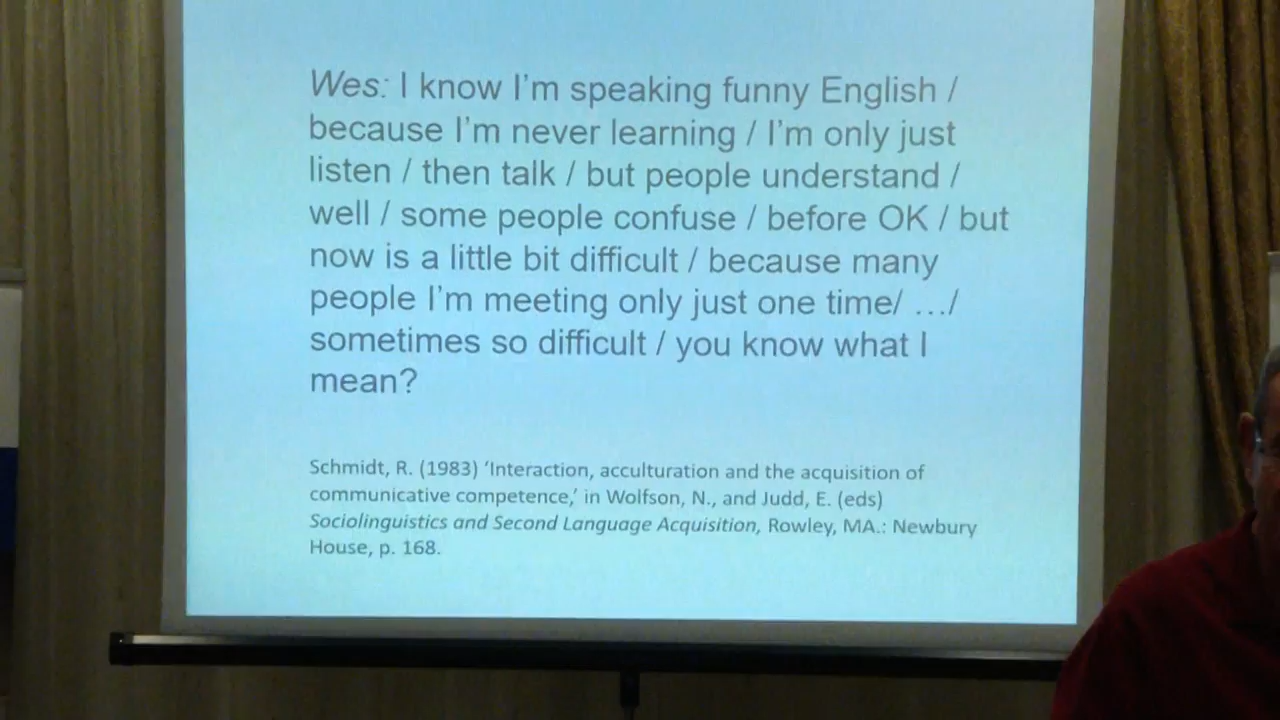 Wes: I know I'm speaking funny English /
because I'm never learning / I'm only just
listen / then talk / but people understand /
well / some people confuse / before OK / but
now is a little bit difficult / because many
people I'm meeting only just one time/ …/
sometimes so difficult / you know what I
mean?
Schmidt, R. (1983) ‘Interaction, acculturation and the acquisition of
communicative competence,’ in Wolfson, N., and Judd, E. (eds)
Sociolinguistics and Second Language Acquisition, Rowley, MA.: Newbury
House, p. 168.